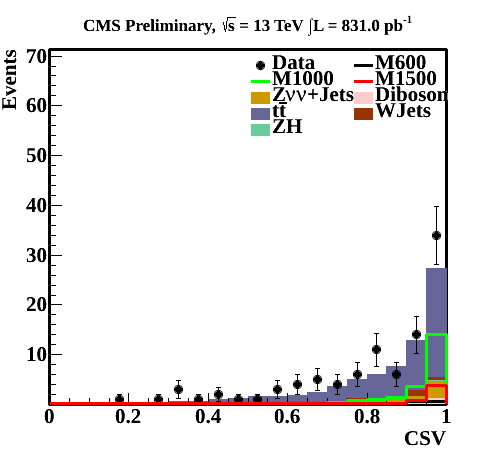 CMS Preliminary, √s = 13 TeV ∫L = 831.0 pb⁻¹
Events
70
60
50
40
30
20
10
Data
M600
M1000
M1500
Zνν+Jets
Diboson
tt̄
WJets
ZH
0 0.2 0.4 0.6 0.8 1
CSV